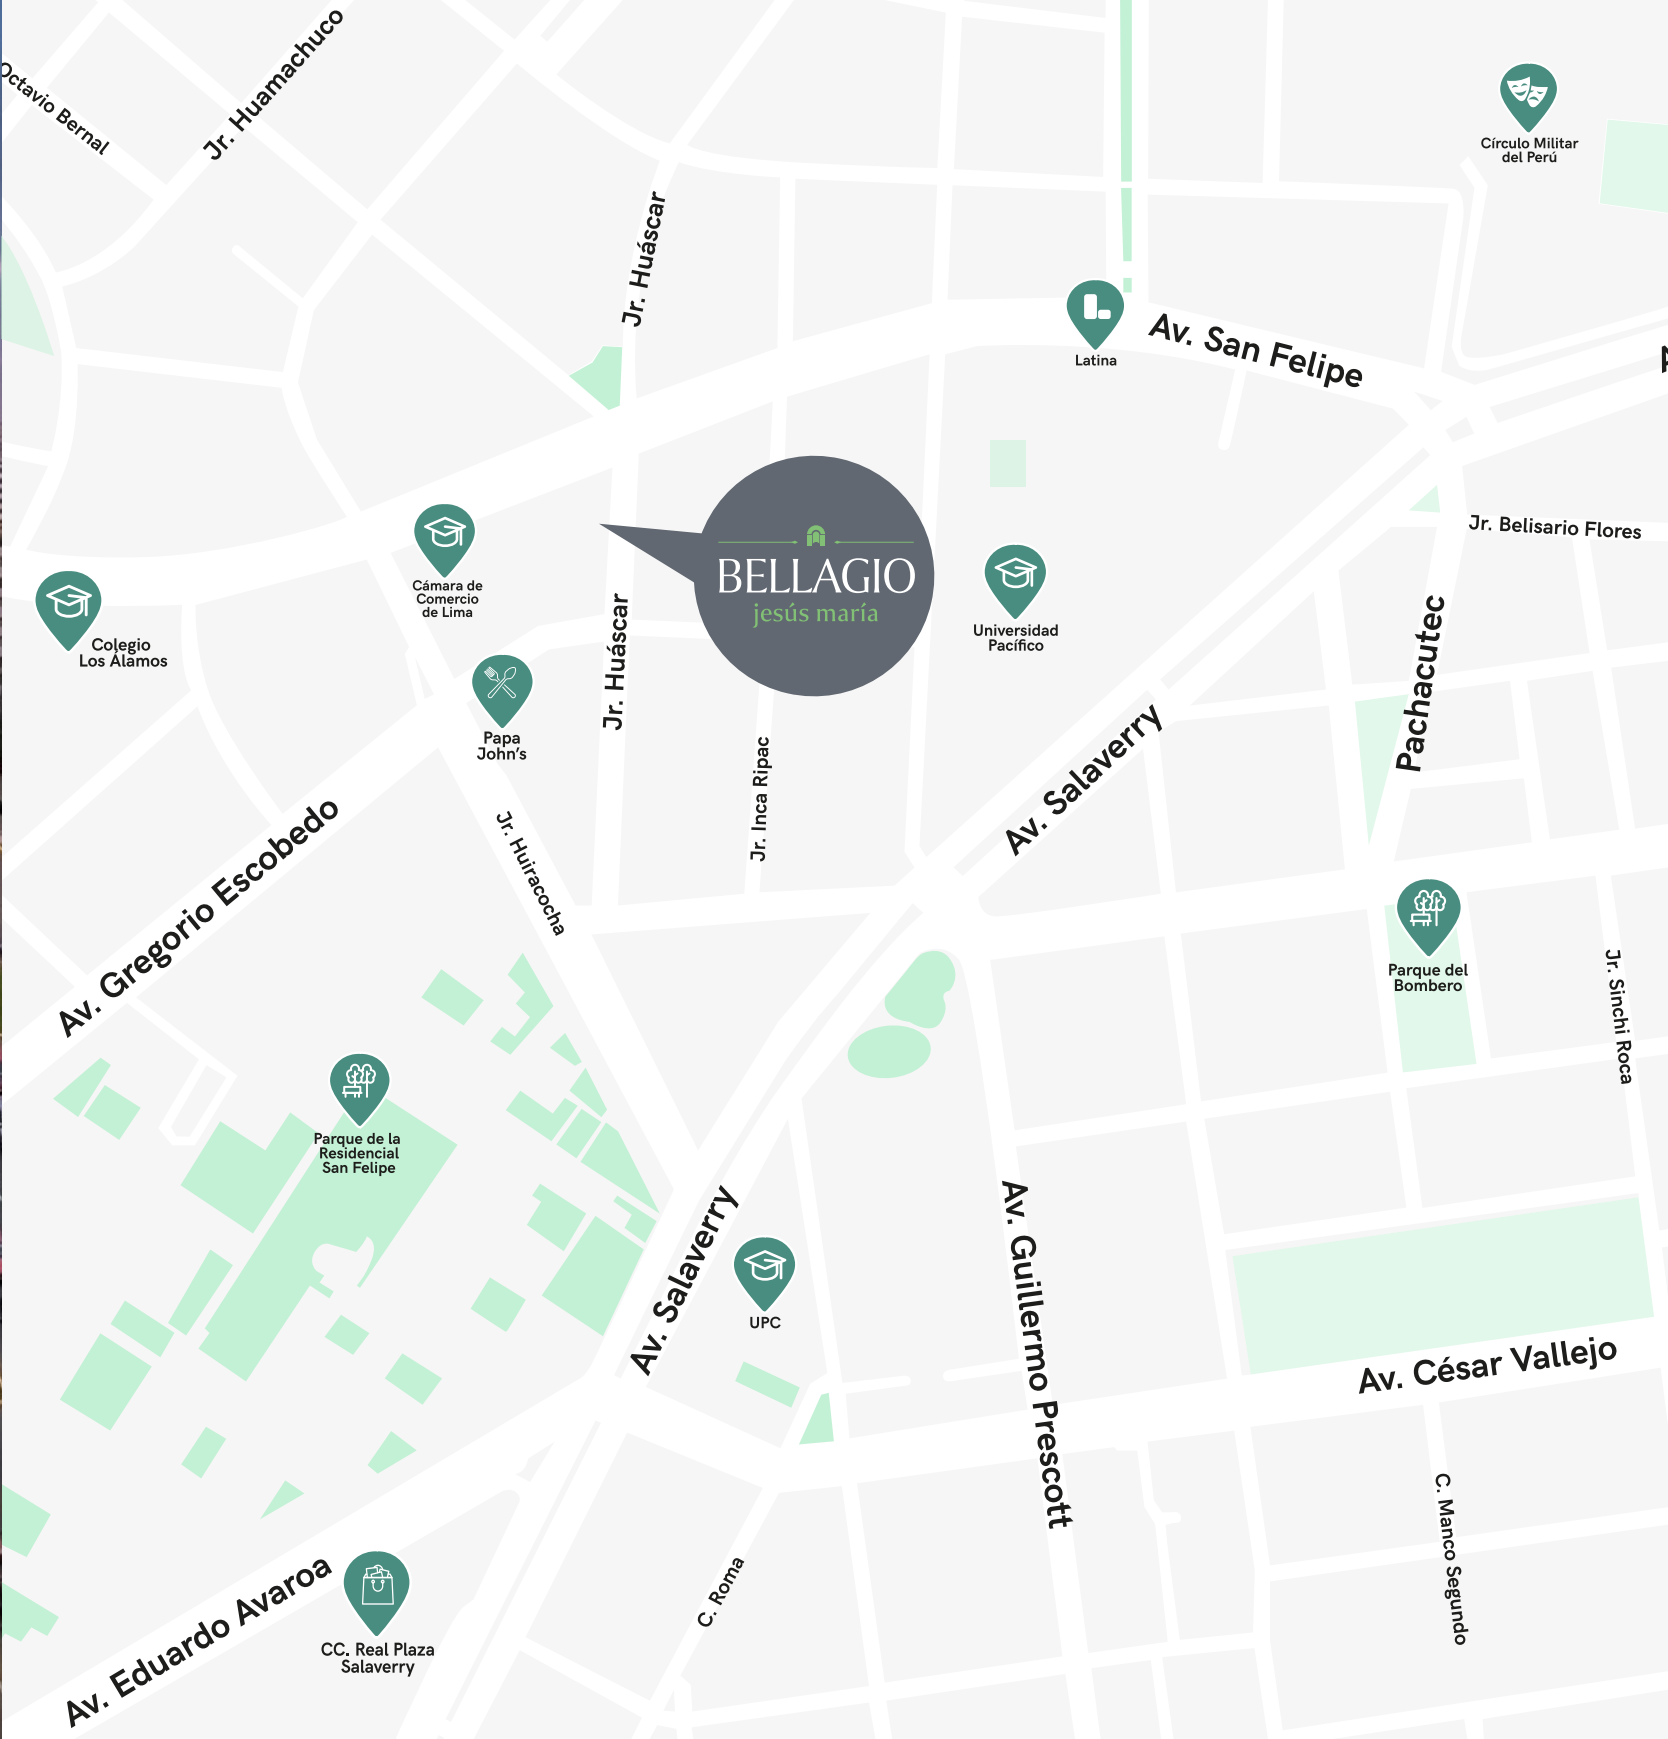 Jr. Huamachuco
Octavio Bernal
Círculo Militar
del Perú
Jr. Huáscar
Av. San Felipe
Latina
Cámara de
Comercio
de Lima
BELLAGIO
jesús maría
Jr. Belisario Flores
Colegio
Los Álamos
Universidad
Pacífico
Jr. Huáscar
Pachacutec
Papa
John's
Av. Salaverry
Jr. Inca Ripac
Jr. Huiracocha
Av. Gregorio Escobedo
Parque del
Bombero
Jr. Sinchi Roca
Parque de la
Residencial
San Felipe
Av. Salaverry
Av. Guillermo Prescott
UPC
Av. César Vallejo
C. Manco Segundo
C. Roma
Av. Eduardo Avaroa
CC. Real Plaza
Salaverry